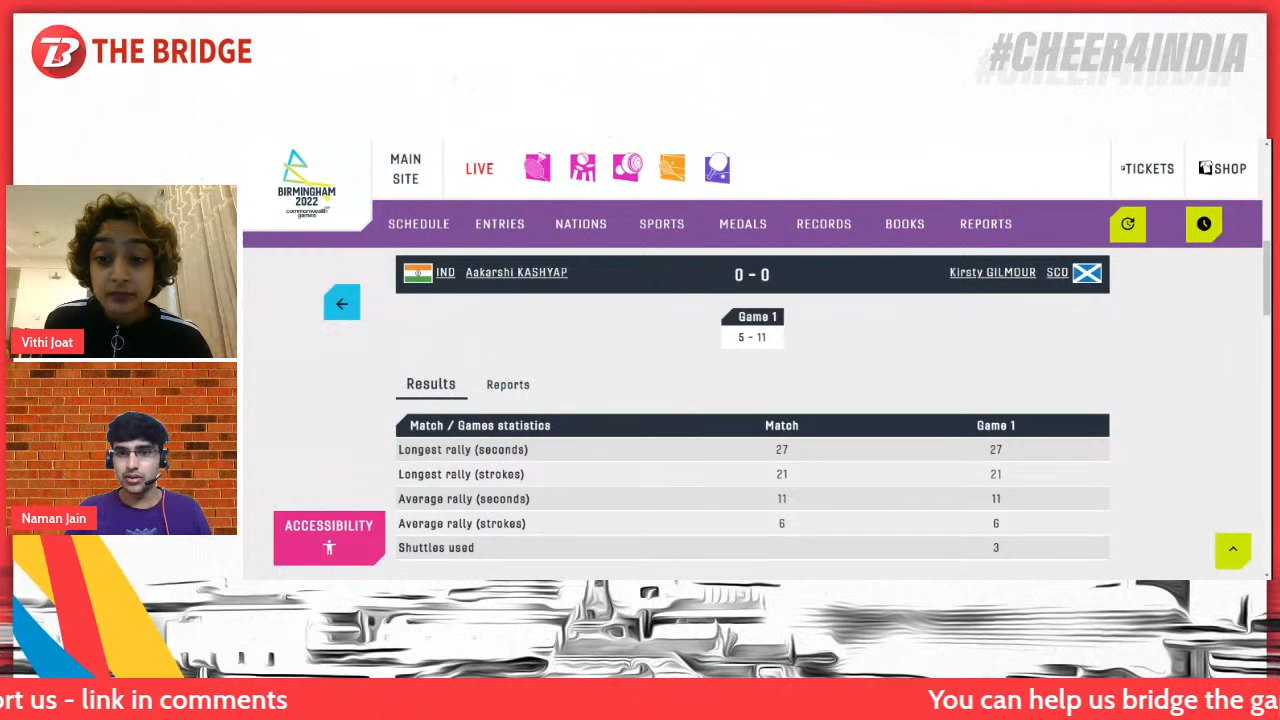 THE BRIDGE
#CHEER4INDIA
BIRMINGHAM
2022
commonwealth
games
MAIN
SITE
LIVE
TICKETS
SHOP
SCHEDULE ENTRIES NATIONS SPORTS MEDALS RECORDS BOOKS REPORTS
IND Aakarshi KASHYAP 0 - 0 Kirsty GILMOUR SCO
Game 1
5 - 11
Results Reports
Match / Games statistics Match Game 1
Longest rally (seconds) 27 27
Longest rally (strokes) 21 21
Average rally (seconds) 11 11
Average rally (strokes) 6 6
Shuttles used 3
ACCESSIBILITY
Vithi Joat
Naman Jain
rt us - link in comments
You can help us bridge the ga